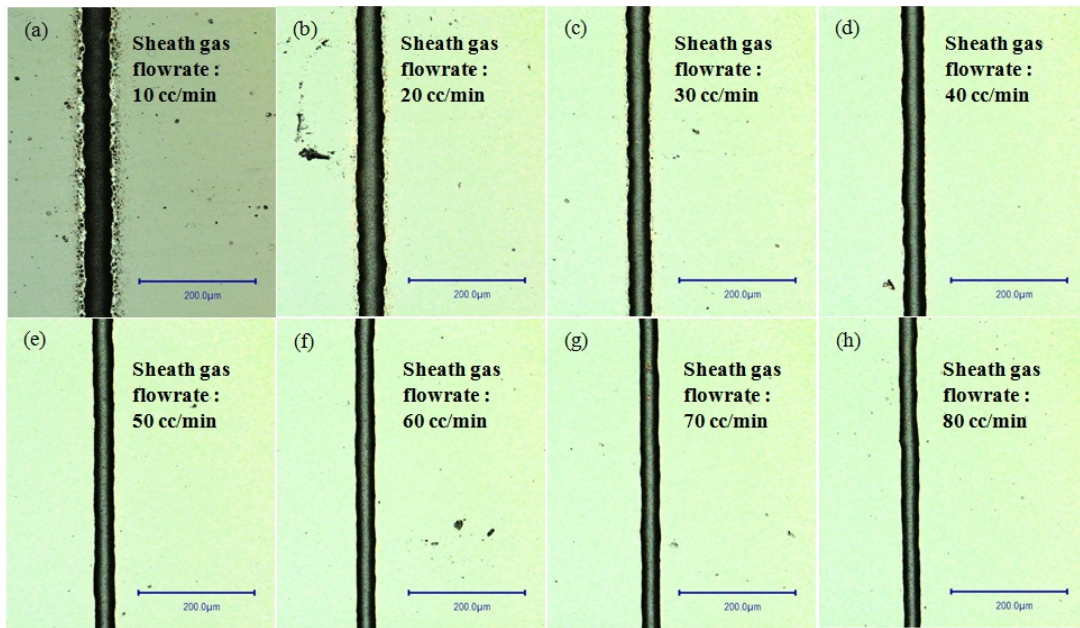 (a)
Sheath gas
flowrate :
10 cc/min
200.0µm
(b)
Sheath gas
flowrate :
20 cc/min
200.0µm
(c)
Sheath gas
flowrate :
30 cc/min
200.0µm
(d)
Sheath gas
flowrate :
40 cc/min
200.0µm
(e)
Sheath gas
flowrate :
50 cc/min
200.0µm
(f)
Sheath gas
flowrate :
60 cc/min
200.0µm
(g)
Sheath gas
flowrate :
70 cc/min
200.0µm
(h)
Sheath gas
flowrate :
80 cc/min
200.0µm